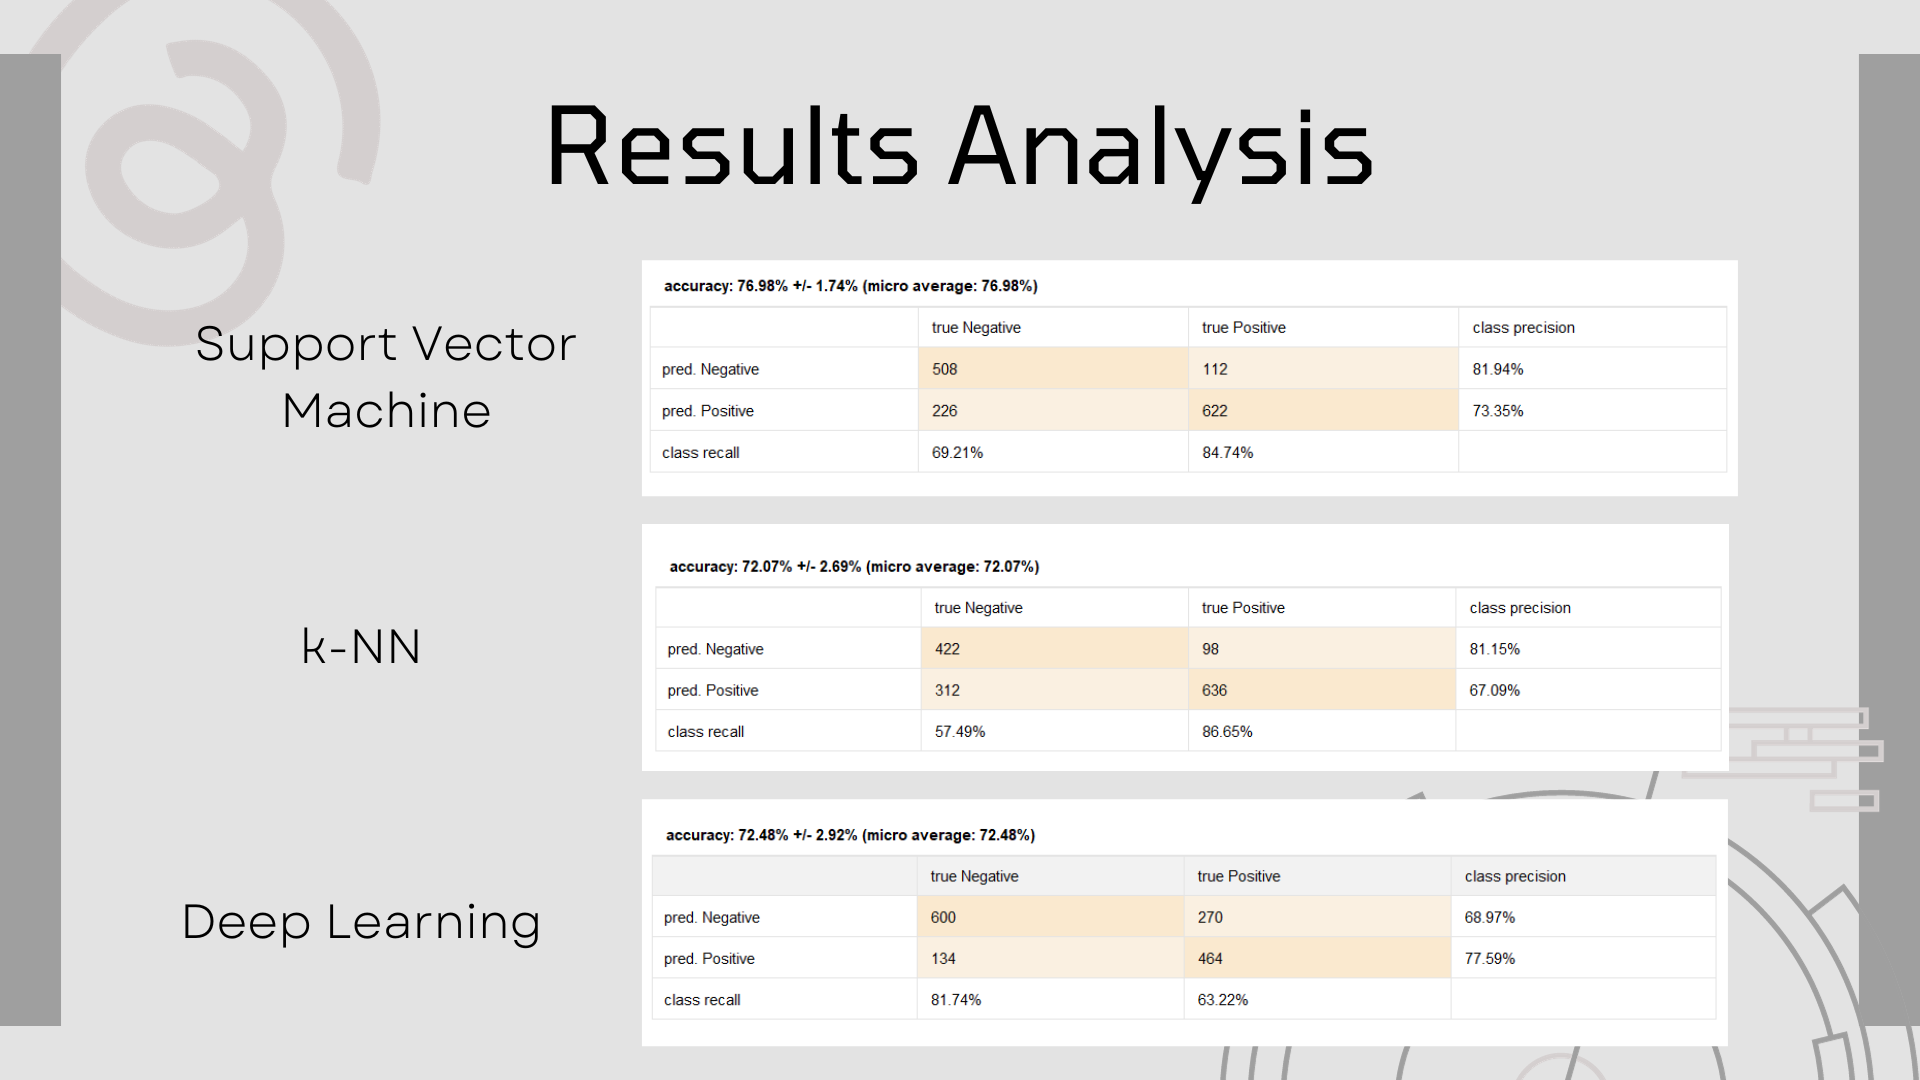 Results Analysis
Support Vector
Machine
accuracy: 76.98% +/- 1.74% (micro average: 76.98%)
true Negative true Positive class precision
pred. Negative 508 112 81.94%
pred. Positive 226 622 73.35%
class recall 69.21% 84.74%
k-NN
accuracy: 72.07% +/- 2.69% (micro average: 72.07%)
true Negative true Positive class precision
pred. Negative 422 98 81.15%
pred. Positive 312 636 67.09%
class recall 57.49% 86.65%
Deep Learning
accuracy: 72.48% +/- 2.92% (micro average: 72.48%)
true Negative true Positive class precision
pred. Negative 600 270 68.97%
pred. Positive 134 464 77.59%
class recall 81.74% 63.22%